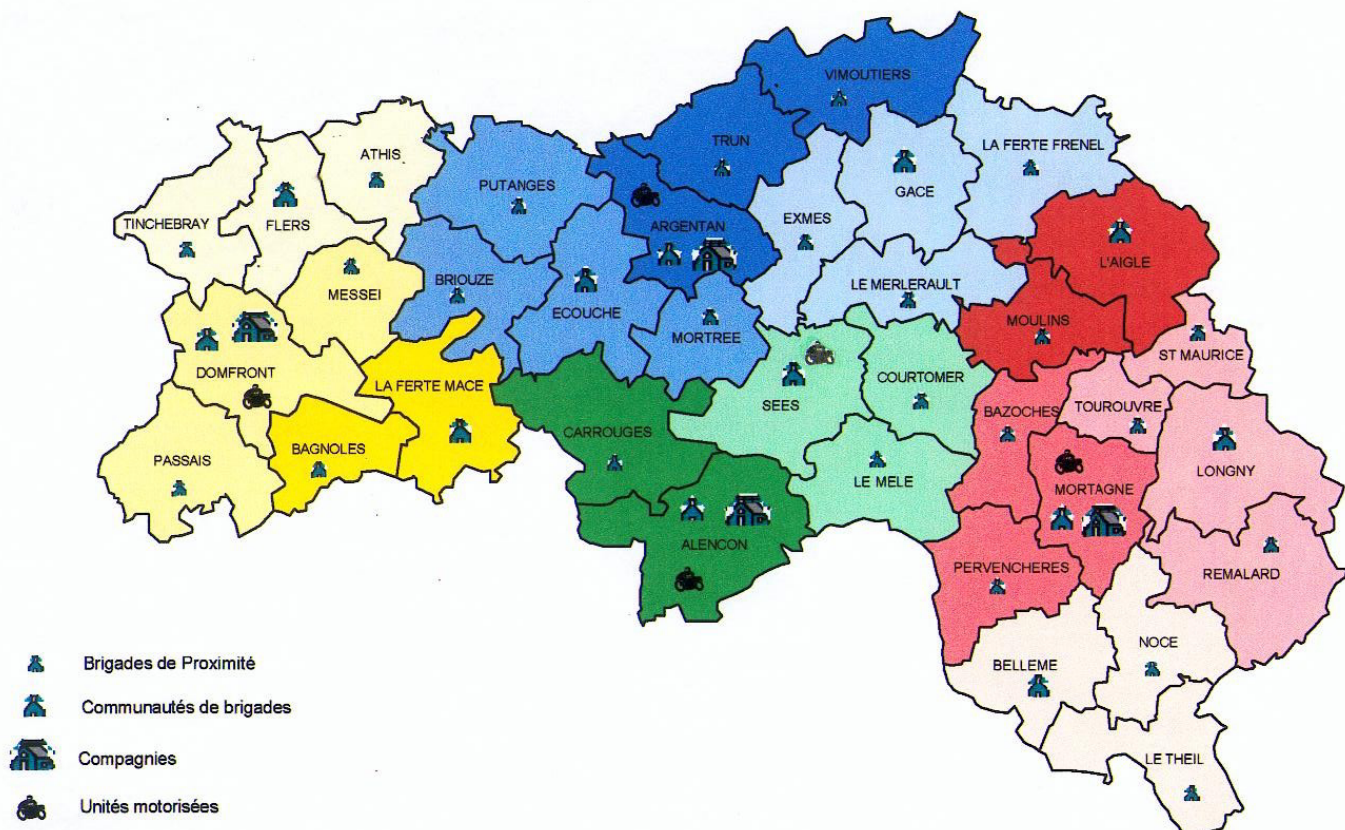 VIMOUTIERS
TRUN
LA FERTE FRENEL
ATHIS
PUTANGES
GACE
TINCHEBRAY
FLERS
ARGENTAN
EXMES
L'AIGLE
MESSEI
BRIOUZE
LE MERLERAULT
ECOUCHE
MORTREE
MOULINS
ST MAURICE
DOMFRONT
LA FERTE MACE
SEES
COURTOMER
BAZOCHES
TOUROUVRE
CARROUGES
BAGNOLES
PASSAIS
LE MELE
MORTAGNE
LONGNY
ALENCON
PERVENCHERES
REMALARD
BELLEME
NOCE
LE THEIL
Brigades de Proximité
Communautés de brigades
Compagnies
Unités motorisées